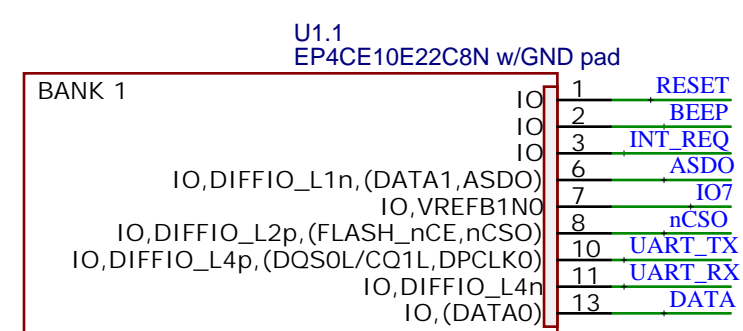 U1.1
EP4CE10E22C8N w/GND pad
BANK 1
IO 1 RESET
IO 2 BEEP
IO 3 INT_REQ
IO,DIFFIO_L1n,(DATA1,ASDO) 6 ASDO
IO,VREFB1N0 7 IO7
IO,DIFFIO_L2p,(FLASH_nCE,nCSO) 8 nCSO
IO,DIFFIO_L4p,(DQS0L/CQ1L,DPCLK0) 10 UART_TX
IO,DIFFIO_L4n 11 UART_RX
IO,(DATA0) 13 DATA